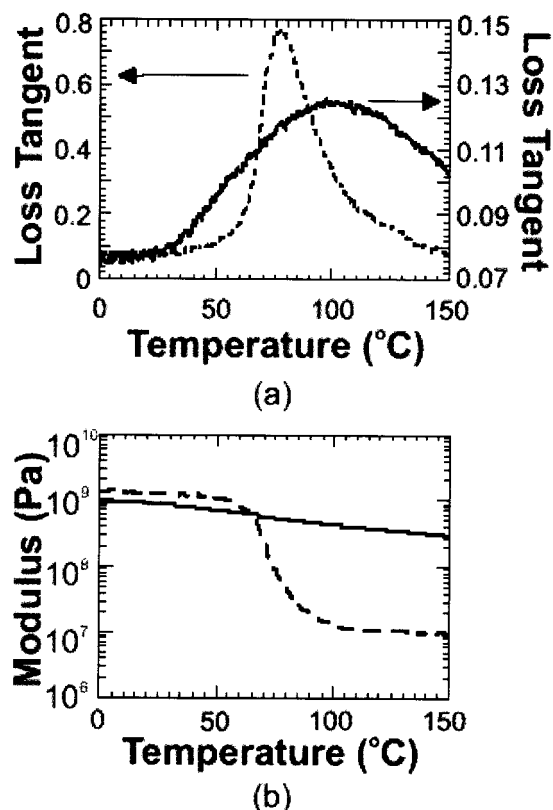 0.8
0.6
0.4
0.2
0
Loss Tangent
0.15
0.13
0.11
0.09
0.07
Loss Tangent
0 50 100 150
Temperature (°C)
(a)
10¹⁰
10⁹
10⁸
10⁷
10⁶
Modulus (Pa)
0 50 100 150
Temperature (°C)
(b)